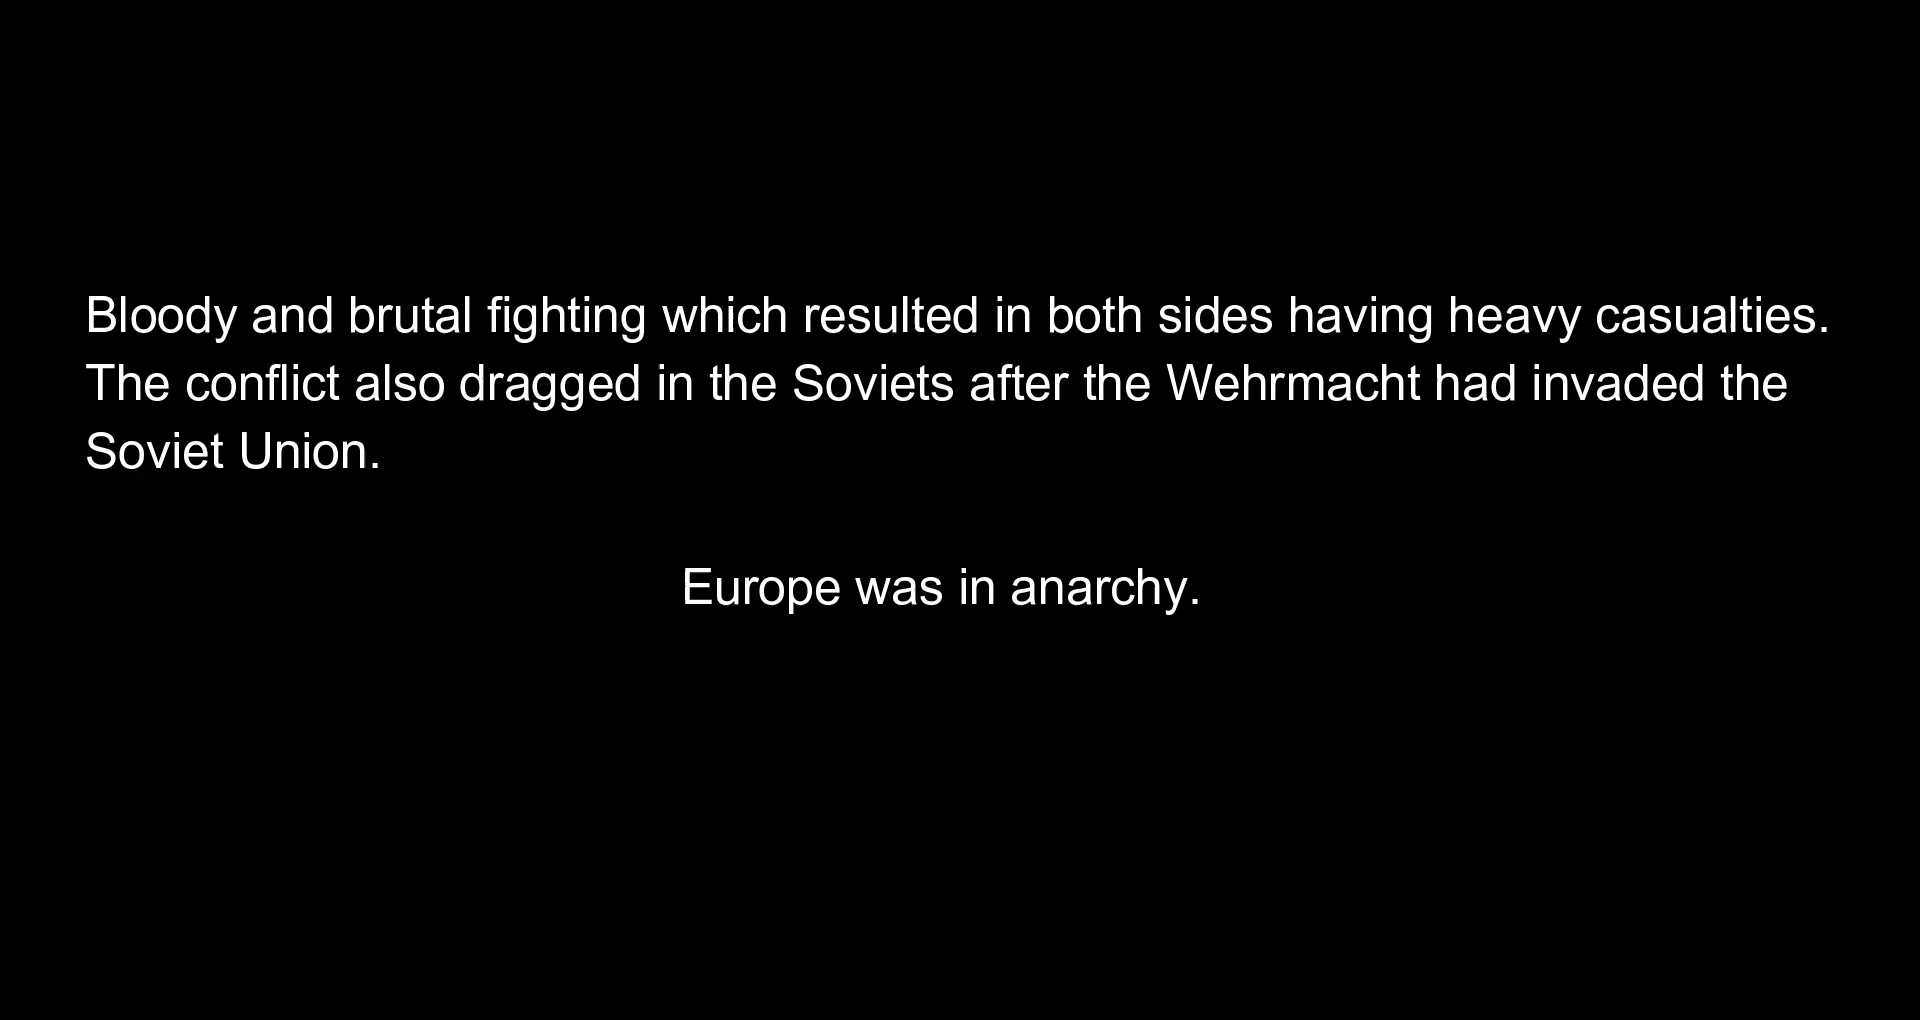 Bloody and brutal fighting which resulted in both sides having heavy casualties.
The conflict also dragged in the Soviets after the Wehrmacht had invaded the
Soviet Union.
Europe was in anarchy.